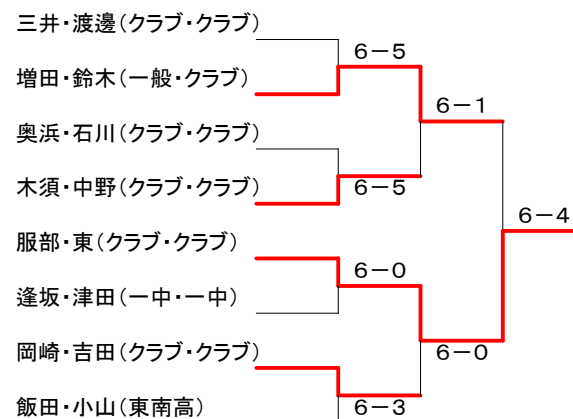 三井・渡邊(クラブ・クラブ)
6-5
増田・鈴木(一般・クラブ)
6-1
奥浜・石川(クラブ・クラブ)
木須・中野(クラブ・クラブ)
6-5
6-4
服部・東(クラブ・クラブ)
6-0
逢坂・津田(一中・一中)
岡崎・吉田(クラブ・クラブ)
6-0
飯田・小山(東南高)
6-3